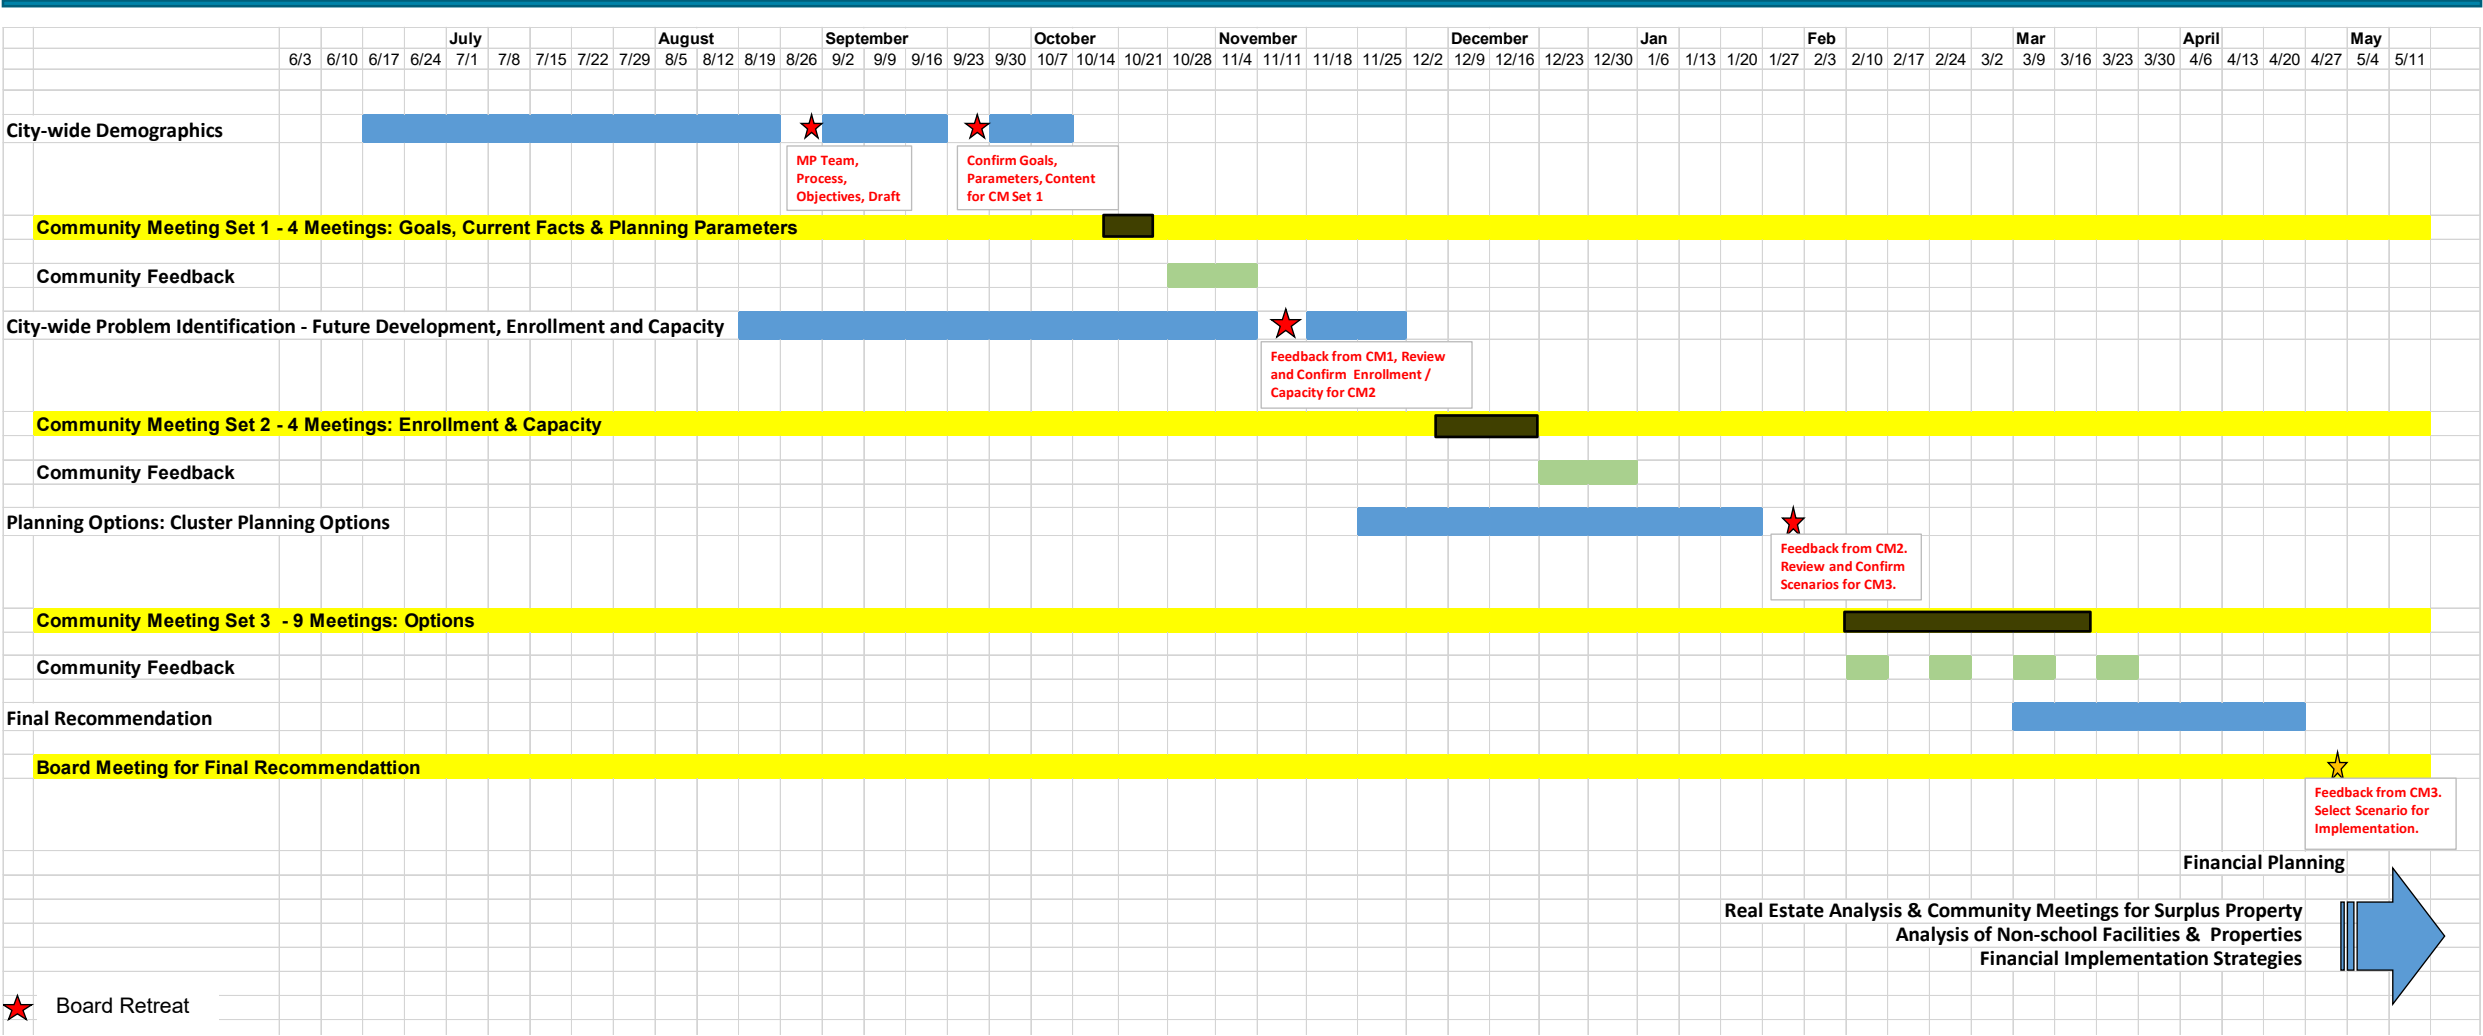 July August September October November December Jan Feb Mar April May
6/3 6/10 6/17 6/24 7/1 7/8 7/15 7/22 7/29 8/5 8/12 8/19 8/26 9/2 9/9 9/16 9/23 9/30 10/7 10/14 10/21 10/28 11/4 11/11 11/18 11/25 12/2 12/9 12/16 12/23 12/30 1/6 1/13 1/20 1/27 2/3 2/10 2/17 2/24 3/2 3/9 3/16 3/23 3/30 4/6 4/13 4/20 4/27 5/4 5/11
City-wide Demographics
MP Team,
Process,
Objectives, Draft
Confirm Goals,
Parameters, Content
for CM Set 1
Community Meeting Set 1 - 4 Meetings: Goals, Current Facts & Planning Parameters
Community Feedback
City-wide Problem Identification - Future Development, Enrollment and Capacity
Feedback from CM1, Review
and Confirm Enrollment /
Capacity for CM2
Community Meeting Set 2 - 4 Meetings: Enrollment & Capacity
Community Feedback
Planning Options: Cluster Planning Options
Feedback from CM2.
Review and Confirm
Scenarios for CM3.
Community Meeting Set 3 - 9 Meetings: Options
Community Feedback
Final Recommendation
Board Meeting for Final Recommendattion
Feedback from CM3.
Select Scenario for
Implementation.
Financial Planning
Real Estate Analysis & Community Meetings for Surplus Property
Analysis of Non-school Facilities & Properties
Financial Implementation Strategies
Board Retreat